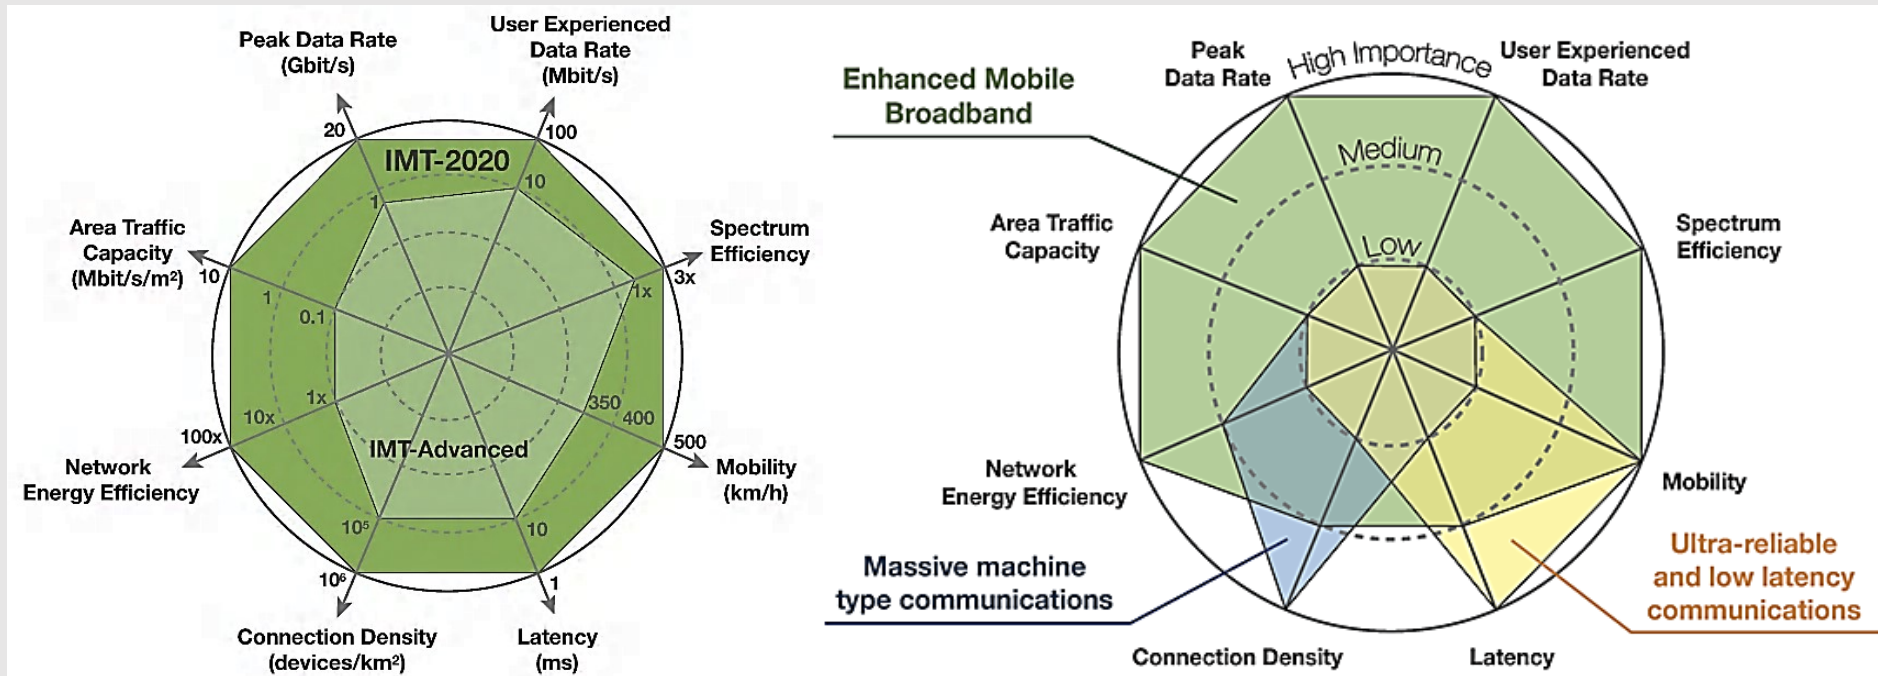 Peak Data Rate
(Gbit/s)
User Experienced
Data Rate
(Mbit/s)
20
100
IMT-2020
1
10
Area Traffic
Capacity
(Mbit/s/m²)
10
1
0.1
Spectrum
Efficiency
3x
1x
1x
10x
100x
Network
Energy Efficiency
350
400
500
Mobility
(km/h)
IMT-Advanced
10⁵
10
10⁶
1
Connection Density
(devices/km²)
Latency
(ms)
Enhanced Mobile
Broadband
Peak
Data Rate
High Importance
User Experienced
Data Rate
Medium
Low
Area Traffic
Capacity
Spectrum
Efficiency
Network
Energy Efficiency
Mobility
Massive machine
type communications
Ultra-reliable
and low latency
communications
Connection Density
Latency